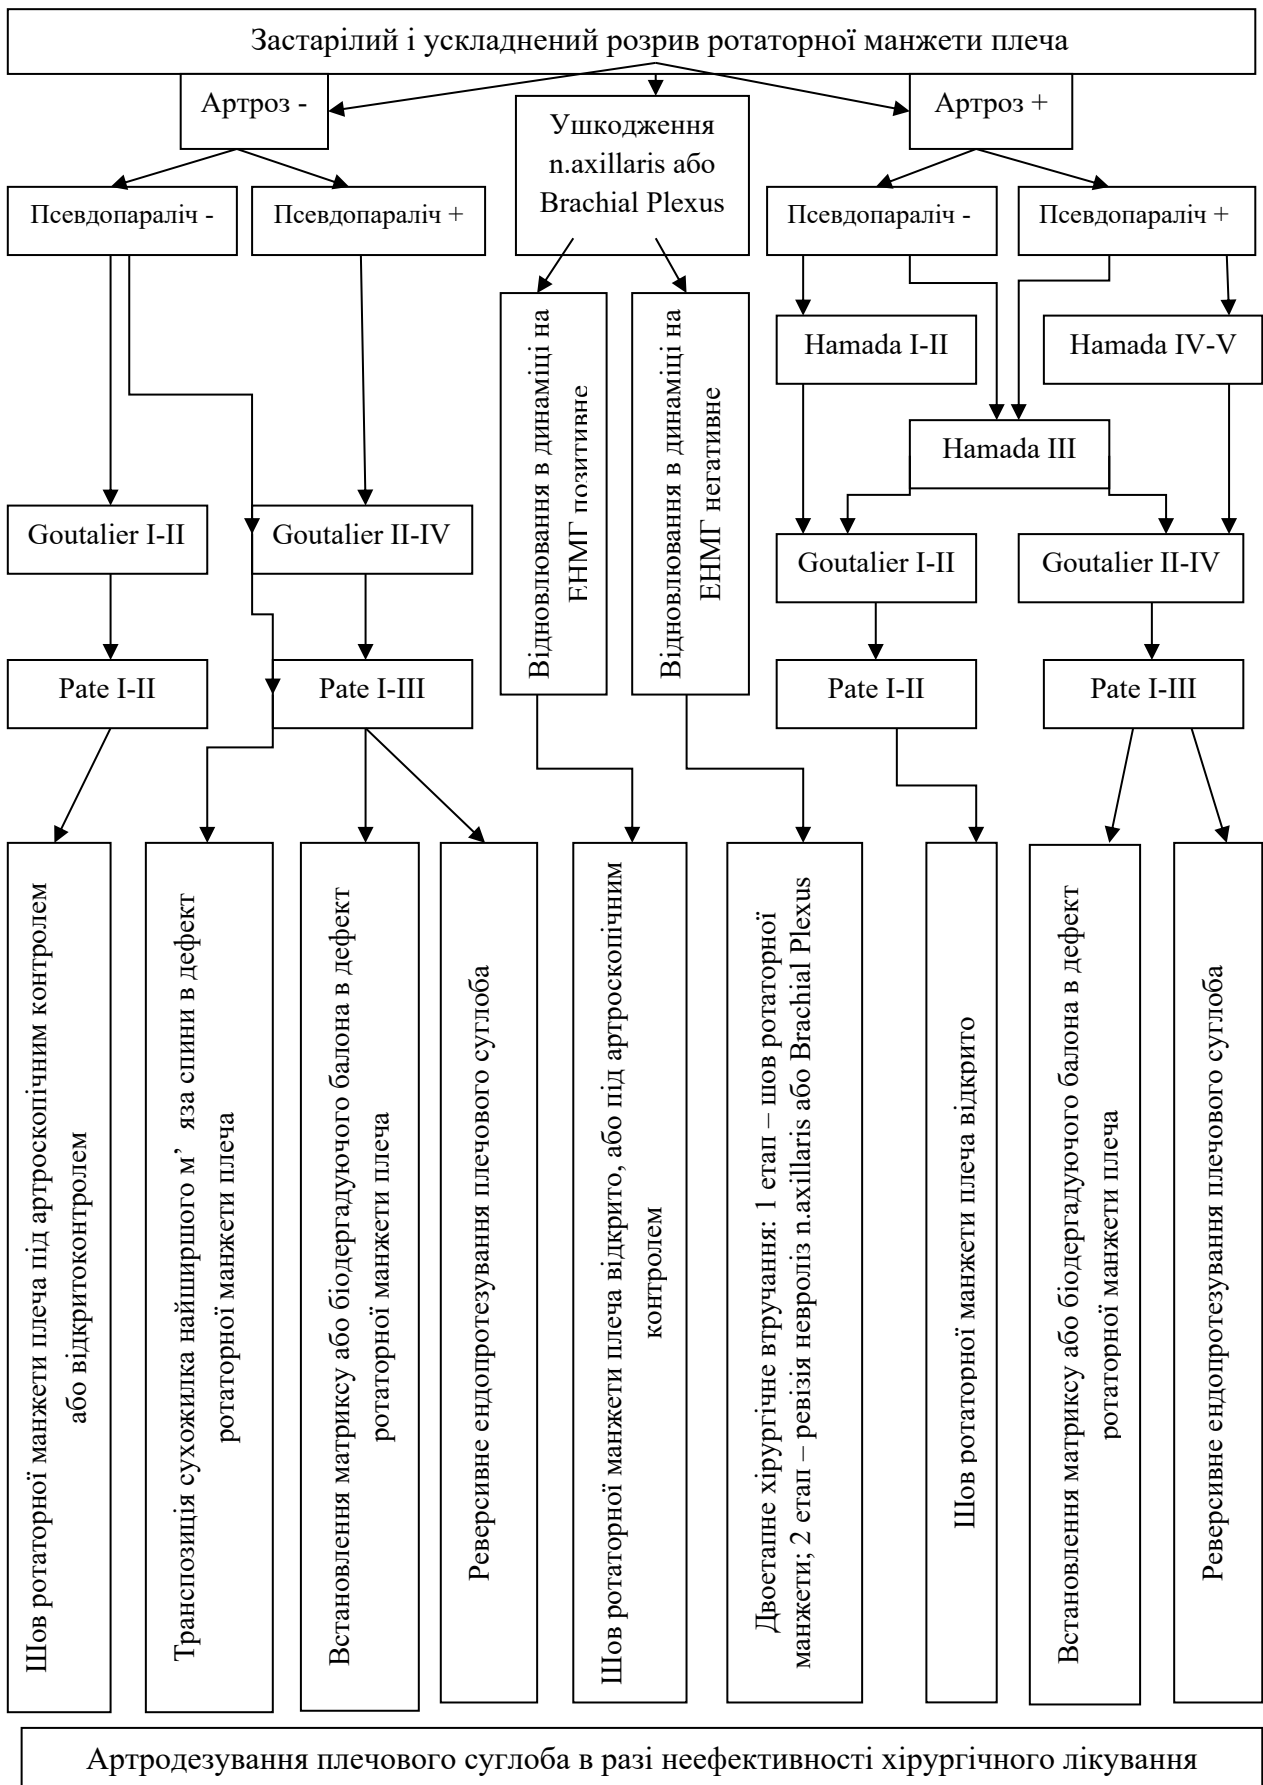 Застарілий і ускладнений розрив ротаторної манжети плеча
Артроз -
Ушкодження
n.axillaris або
Brachial Plexus
Артроз +
Псевдопараліч -
Псевдопараліч +
Псевдопараліч -
Псевдопараліч +
Відновлювання в динаміці на
ЕНМГ позитивне
Відновлювання в динаміці на
ЕНМГ негативне
Hamada I-II
Hamada IV-V
Hamada III
Goutalier I-II
Goutalier II-IV
Goutalier I-II
Goutalier II-IV
Pate I-II
Pate I-III
Pate I-II
Pate I-III
Шов ротаторної манжети плеча під артроскопічним контролем
або відкритоконтролем
Транспозиція сухожилка найширшого м’ яза спини в дефект
ротаторної манжети плеча
Встановлення матриксу або біодергадуючого балона в дефект
ротаторної манжети плеча
Реверсивне ендопротезування плечового суглоба
Шов ротаторної манжети плеча відкрито, або під артроскопічним
контролем
Двоетапне хірургічне втручання: 1 етап – шов ротаторної
манжети; 2 етап – ревізія невроліз n.axillaris або Brachial Plexus
Шов ротаторної манжети плеча відкрито
Встановлення матриксу або біодергадуючого балона в дефект
ротаторної манжети плеча
Реверсивне ендопротезування плечового суглоба
Артродезування плечового суглоба в разі неефективності хірургічного лікування